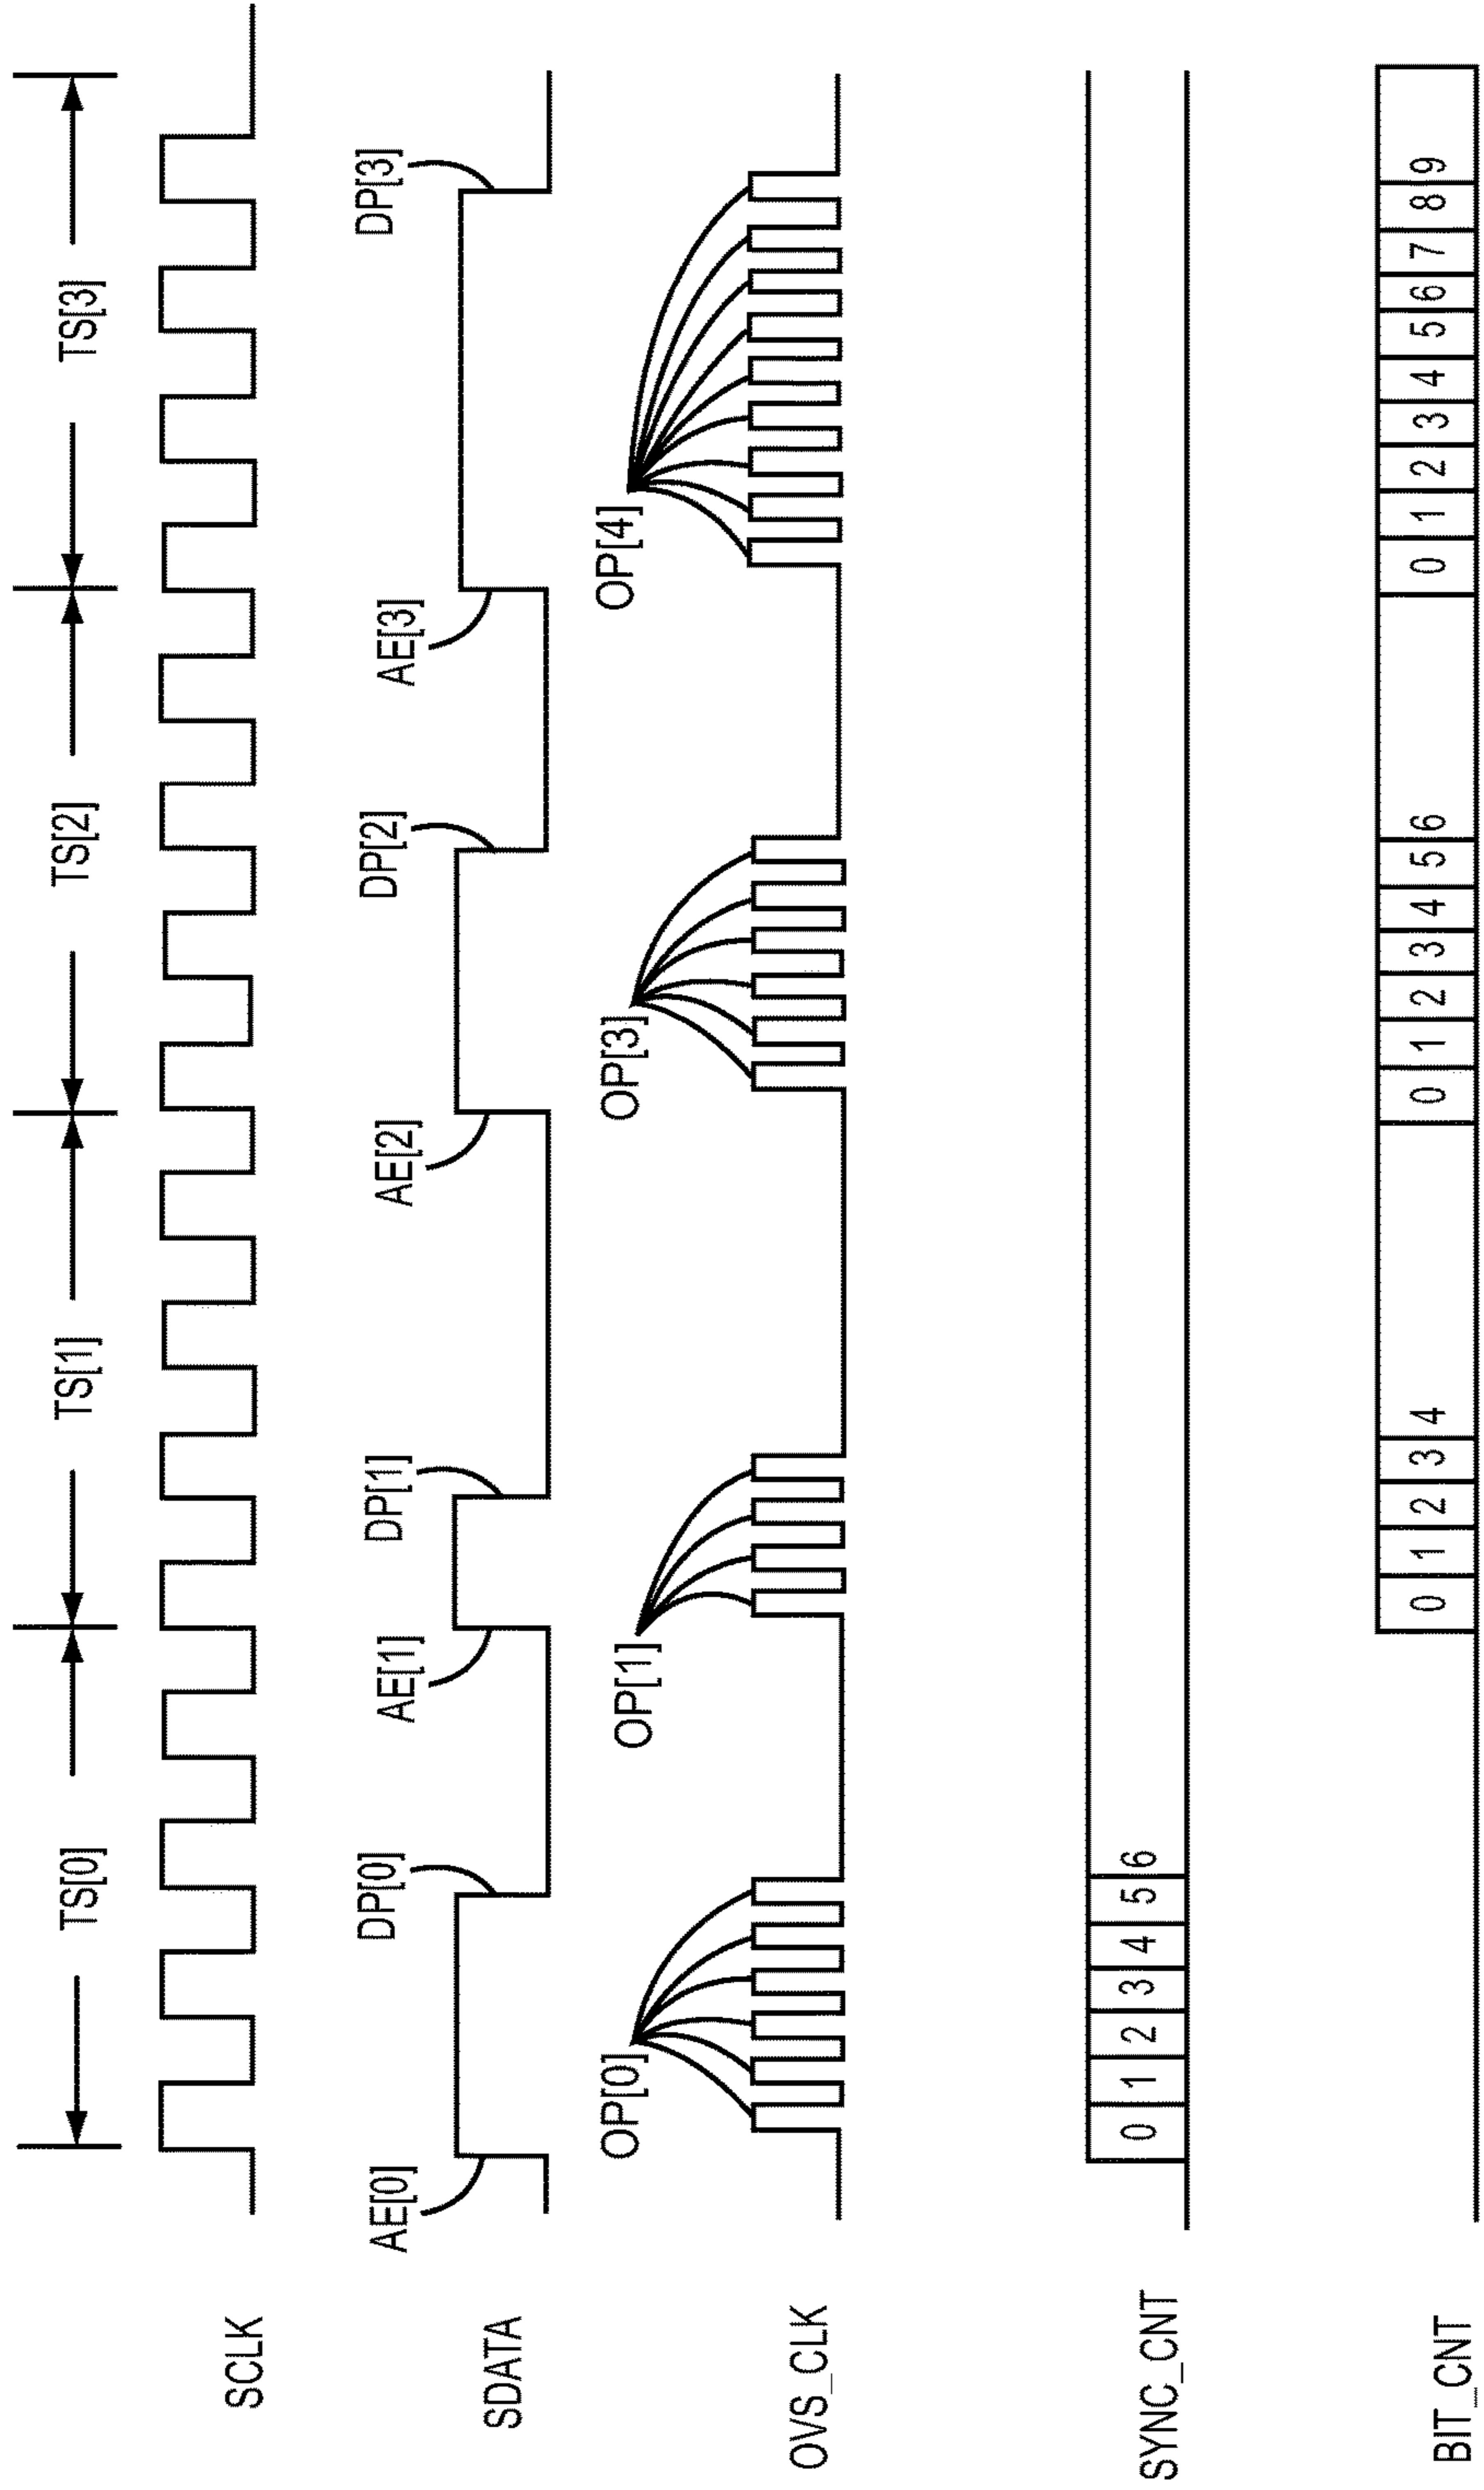 TS[0] TS[1] TS[2] TS[3]
SCLK
DP[0] DP[1] DP[2] DP[3]
AE[0] AE[1] AE[2] AE[3]
SDATA
OP[0] OP[1] OP[3] OP[4]
OVS_CLK
SYNC_CNT 0 1 2 3 4 5 6
BIT_CNT 0 1 2 3 4 0 1 2 3 4 5 6 0 1 2 3 4 5 6 7 8 9